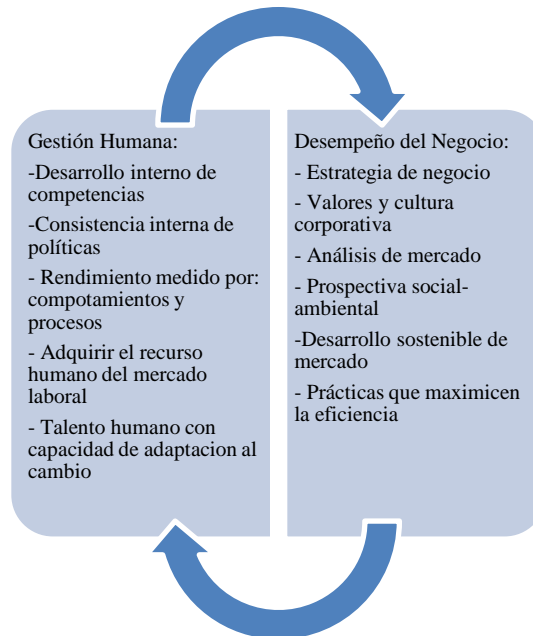 Gestión Humana:
-Desarrollo interno de
competencias
-Consistencia interna de
políticas
- Rendimiento medido por:
compotamientos y
procesos
- Adquirir el recurso
humano del mercado
laboral
- Talento humano con
capacidad de adaptacion al
cambio
Desempeño del Negocio:
- Estrategia de negocio
- Valores y cultura
corporativa
- Análisis de mercado
- Prospectiva social-
ambiental
-Desarrollo sostenible de
mercado
- Prácticas que maximicen
la eficiencia